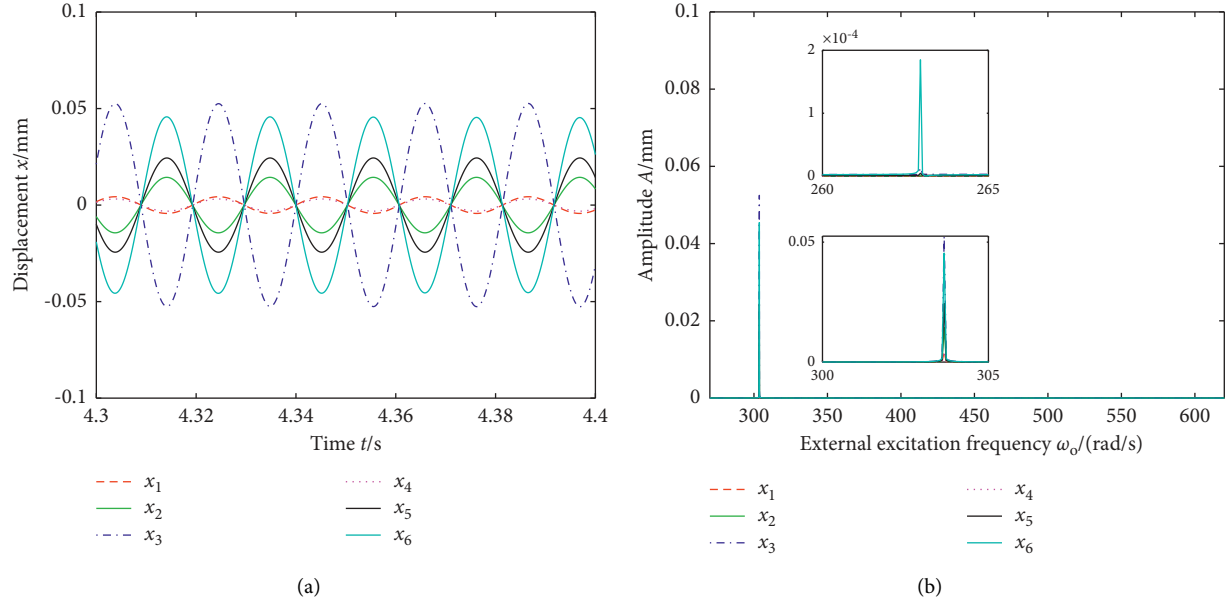 0.1
0.05
0
-0.05
-0.1
Displacement x/mm
4.3
4.32
4.34
4.36
4.38
4.4
Time t/s
x1
x2
x3
x4
x5
x6
(a)
0.1
0.08
0.06
0.04
0.02
0
Amplitude A/mm
×10-4
2
1
0
260
265
0.05
0
300
305
300
350
400
450
500
550
600
External excitation frequency ωo/(rad/s)
x1
x2
x3
x4
x5
x6
(b)